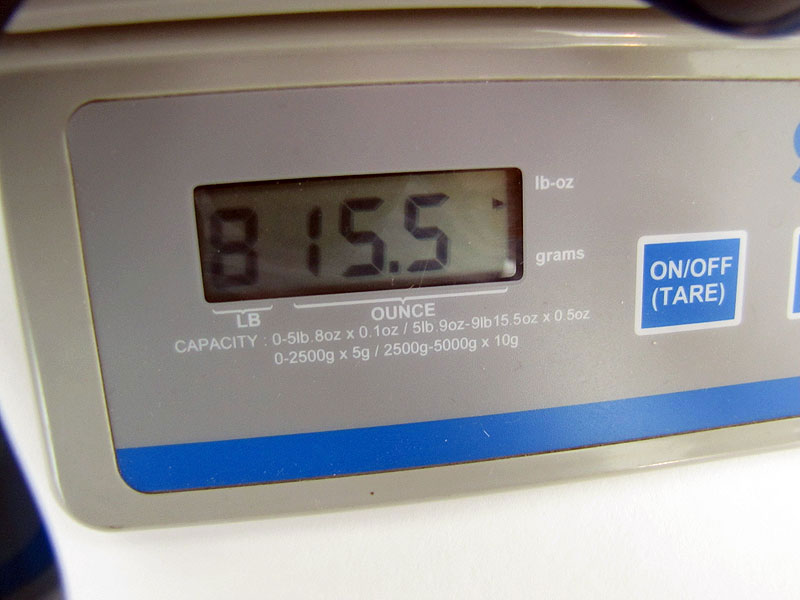 8 15.5
lb-oz
grams
LB OUNCE
CAPACITY : 0-5lb.8oz x 0.1oz / 5lb.9oz-9lb15.5oz x 0.5oz
0-2500g x 5g / 2500g-5000g x 10g
ON/OFF
(TARE)